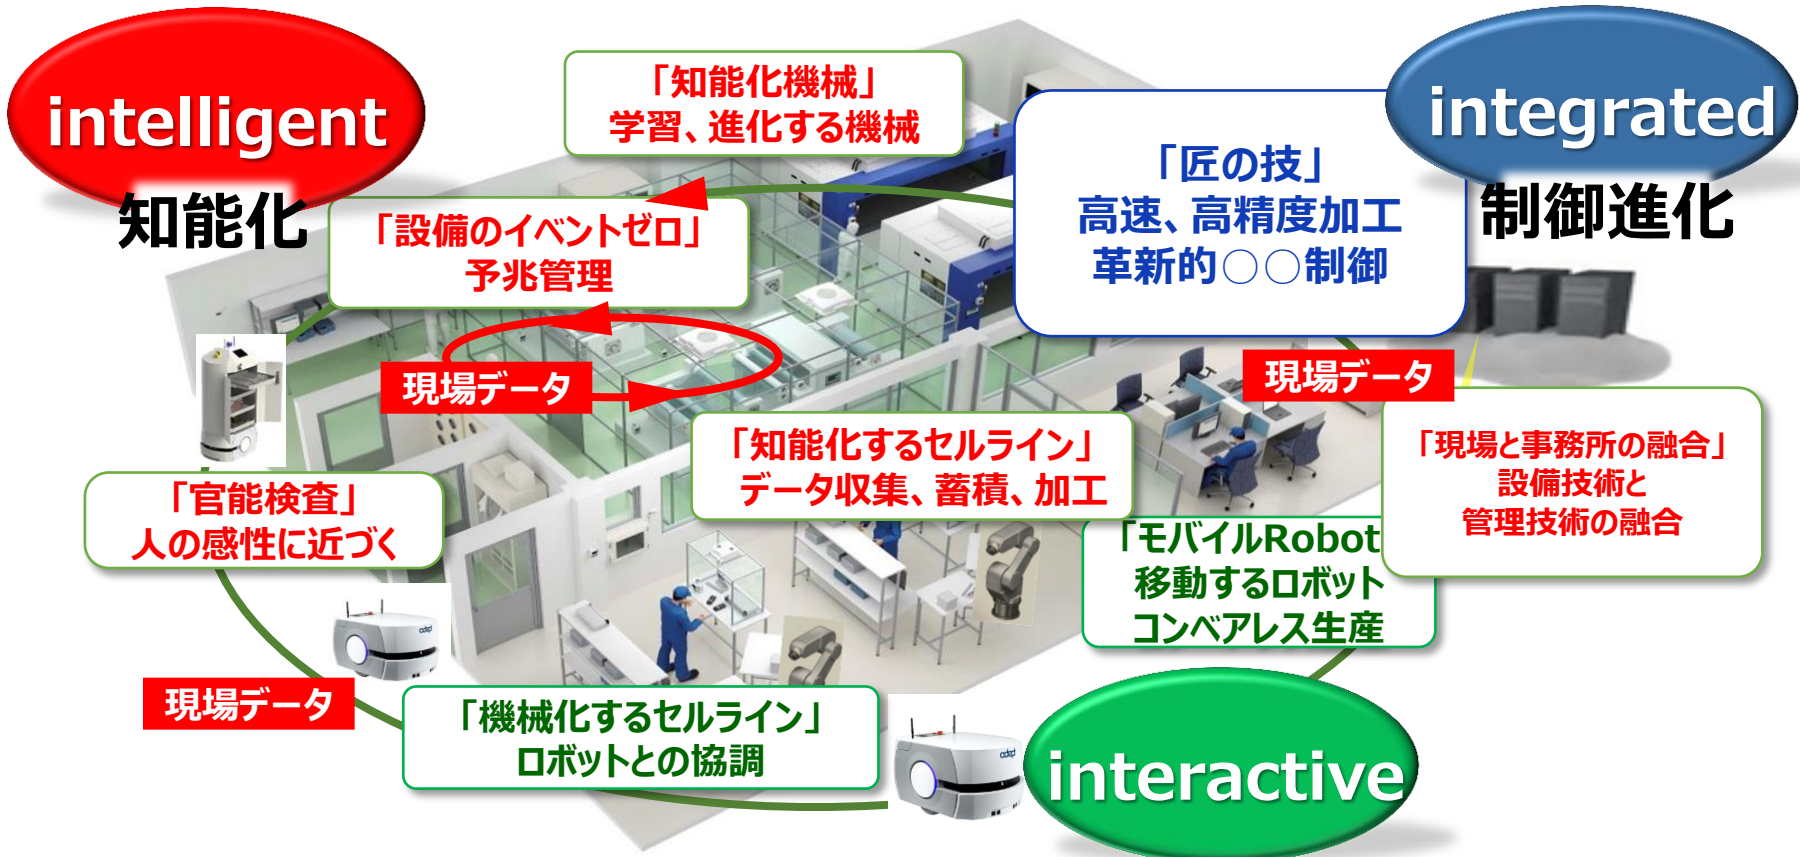 intelligent
知能化
「知能化機械」
学習、進化する機械
integrated
制御進化
「匠の技」
高速、高精度加工
革新的○○制御
「設備のイベントゼロ」
予兆管理
現場データ
現場データ
「知能化するセルライン」
データ収集、蓄積、加工
「現場と事務所の融合」
設備技術と
管理技術の融合
「官能検査」
人の感性に近づく
「モバイルRobot
移動するロボット
コンベアレス生産
adept
現場データ
「機械化するセルライン」
ロボットとの協調
adept
interactive